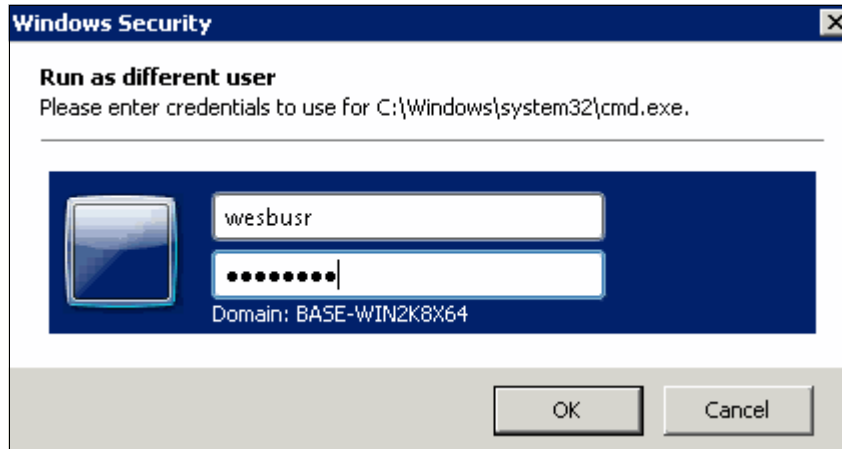 Windows Security
Run as different user
Please enter credentials to use for C:\Windows\system32\cmd.exe.
wesbusr
●●●●●●●●
Domain: BASE-WIN2K8X64
OK
Cancel